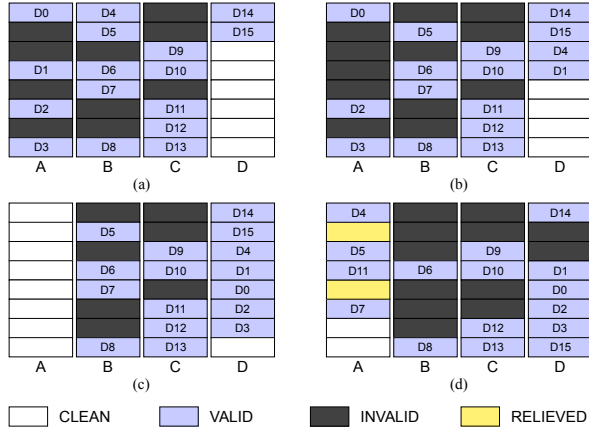 D0 D4 D14
D5 D15
D9
D1 D6 D10
D7
D2 D11
D12
D3 D8 D13
A B C D
(a)
D0 D14
D5 D15
D9 D4
D6 D10 D1
D7
D2 D11
D12
D3 D8 D13
A B C D
(b)
D14
D5 D15
D9 D4
D6 D10 D1
D7 D0
D11 D2
D12 D3
D8 D13
A B C D
(c)
D4 D14
D5 D9
D11 D6 D10 D1
D0
D7 D2
D12 D3
D8 D13 D15
A B C D
(d)
CLEAN VALID INVALID RELIEVED